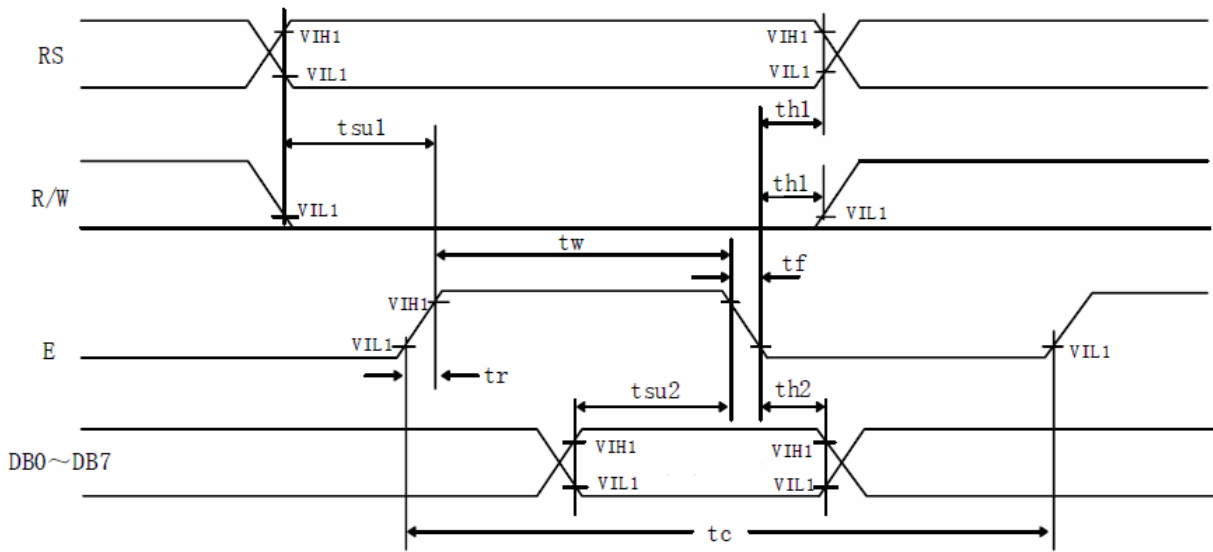 VIH1 VIH1
RS
VIL1 VIL1
th1
tsu1
th1
R/W
VIL1 VIL1
tw
tf
VIH1
VIL1 VIL1
E
tr
tsu2 th2
VIH1 VIH1
DB0～DB7
VIL1 VIL1
tc